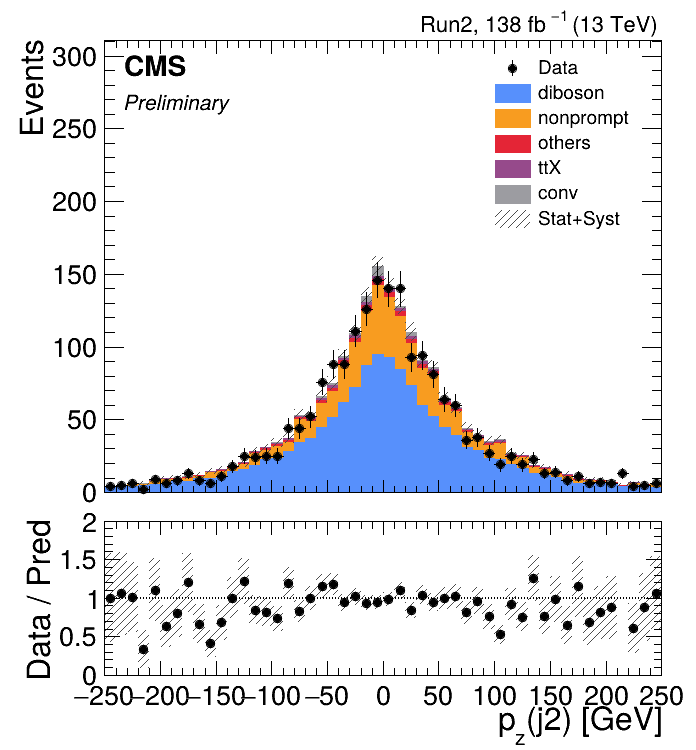 Run2, 138 fb⁻¹ (13 TeV)
Events
300
250
200
150
100
50
0
CMS
Preliminary
Data
diboson
nonprompt
others
ttX
conv
Stat+Syst
Data / Pred
2
1.5
1
0.5
0
−250 −200 −150 −100 −50 0 50 100 150 200 250
p_z(j2) [GeV]